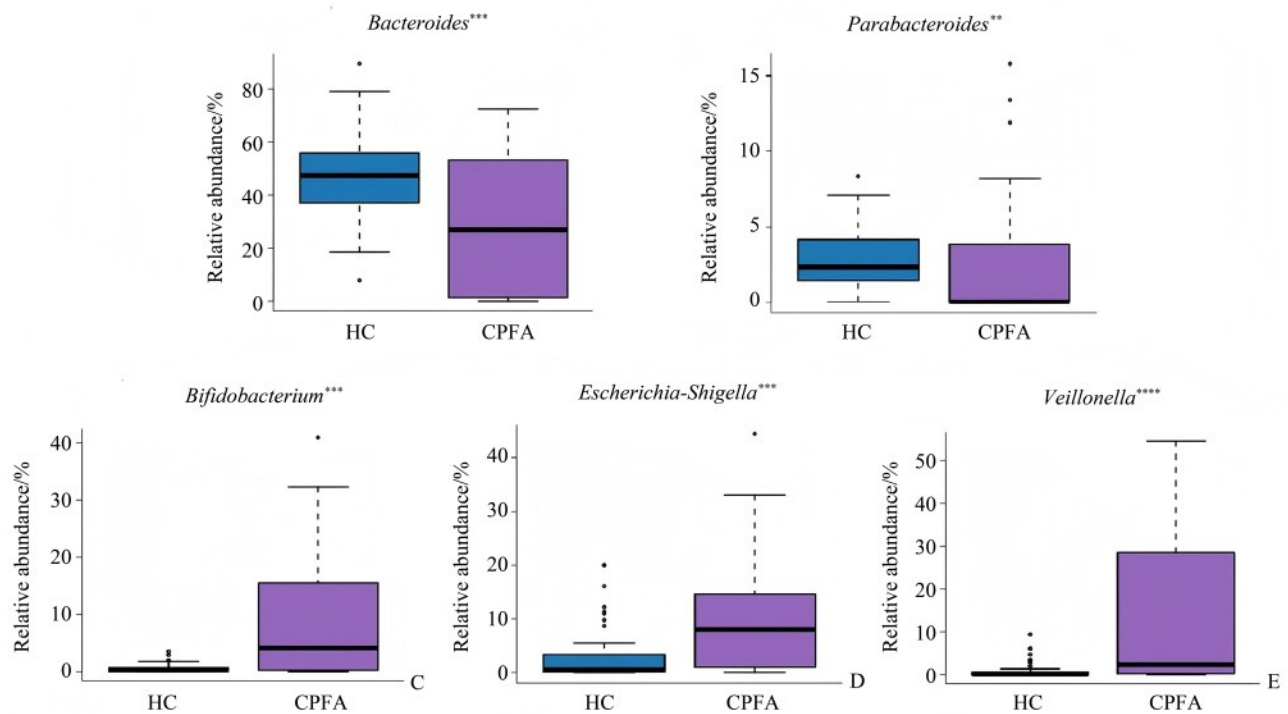 Bacteroides***
Relative abundance/%
80
60
40
20
0
HC
CPFA
Parabacteroides**
Relative abundance/%
15
10
5
0
HC
CPFA
Bifidobacterium***
Relative abundance/%
40
30
20
10
0
HC
CPFA
C
Escherichia-Shigella***
Relative abundance/%
40
30
20
10
0
HC
CPFA
D
Veillonella****
Relative abundance/%
50
40
30
20
10
0
HC
CPFA
E